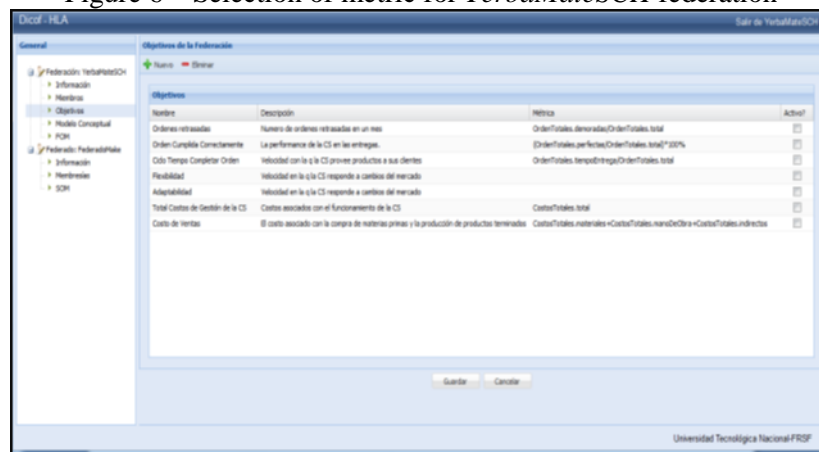 Figure 6 – Selection of metric for YerbaMateSCH federation
Dicof - HLA
Salir de YerbaMateSCH
General
Objetivos de la Federación
Nuevo Eliminar
Federación: YerbaMateSCH
Información
Miembros
Objetivos
Modelo Conceptual
FOM
Federado: FederadoMake
Información
Membresías
SOM
Objetivos
Nombre Descripción Métrica Activo?
Ordenes retrasadas Numero de ordenes retrasadas en un mes OrdenTotales.demoradas/OrdenTotales.total
Orden Cumplida Correctamente La performance de la CS en las entregas. (OrdenTotales.perfectas/OrdenTotales.total)*100%
Ciclo Tiempo Completar Orden Velocidad con la q la CS provee productos a sus clientes OrdenTotales.tiempoEntrega/OrdenTotales.total
Flexibilidad Velocidad en la q la CS responde a cambios del mercado
Adaptabilidad Velocidad en la q la CS responde a cambios del mercado
Total Costos de Gestión de la CS Costos asociados con el funcionamiento de la CS CostosTotales.total
Costo de Ventas El costo asociado con la compra de materias primas y la producción de productos terminados CostosTotales.materiales+CostosTotales.manoDeObra+CostosTotales.indirectos
Guardar Cancelar
Universidad Tecnológica Nacional-FRSF